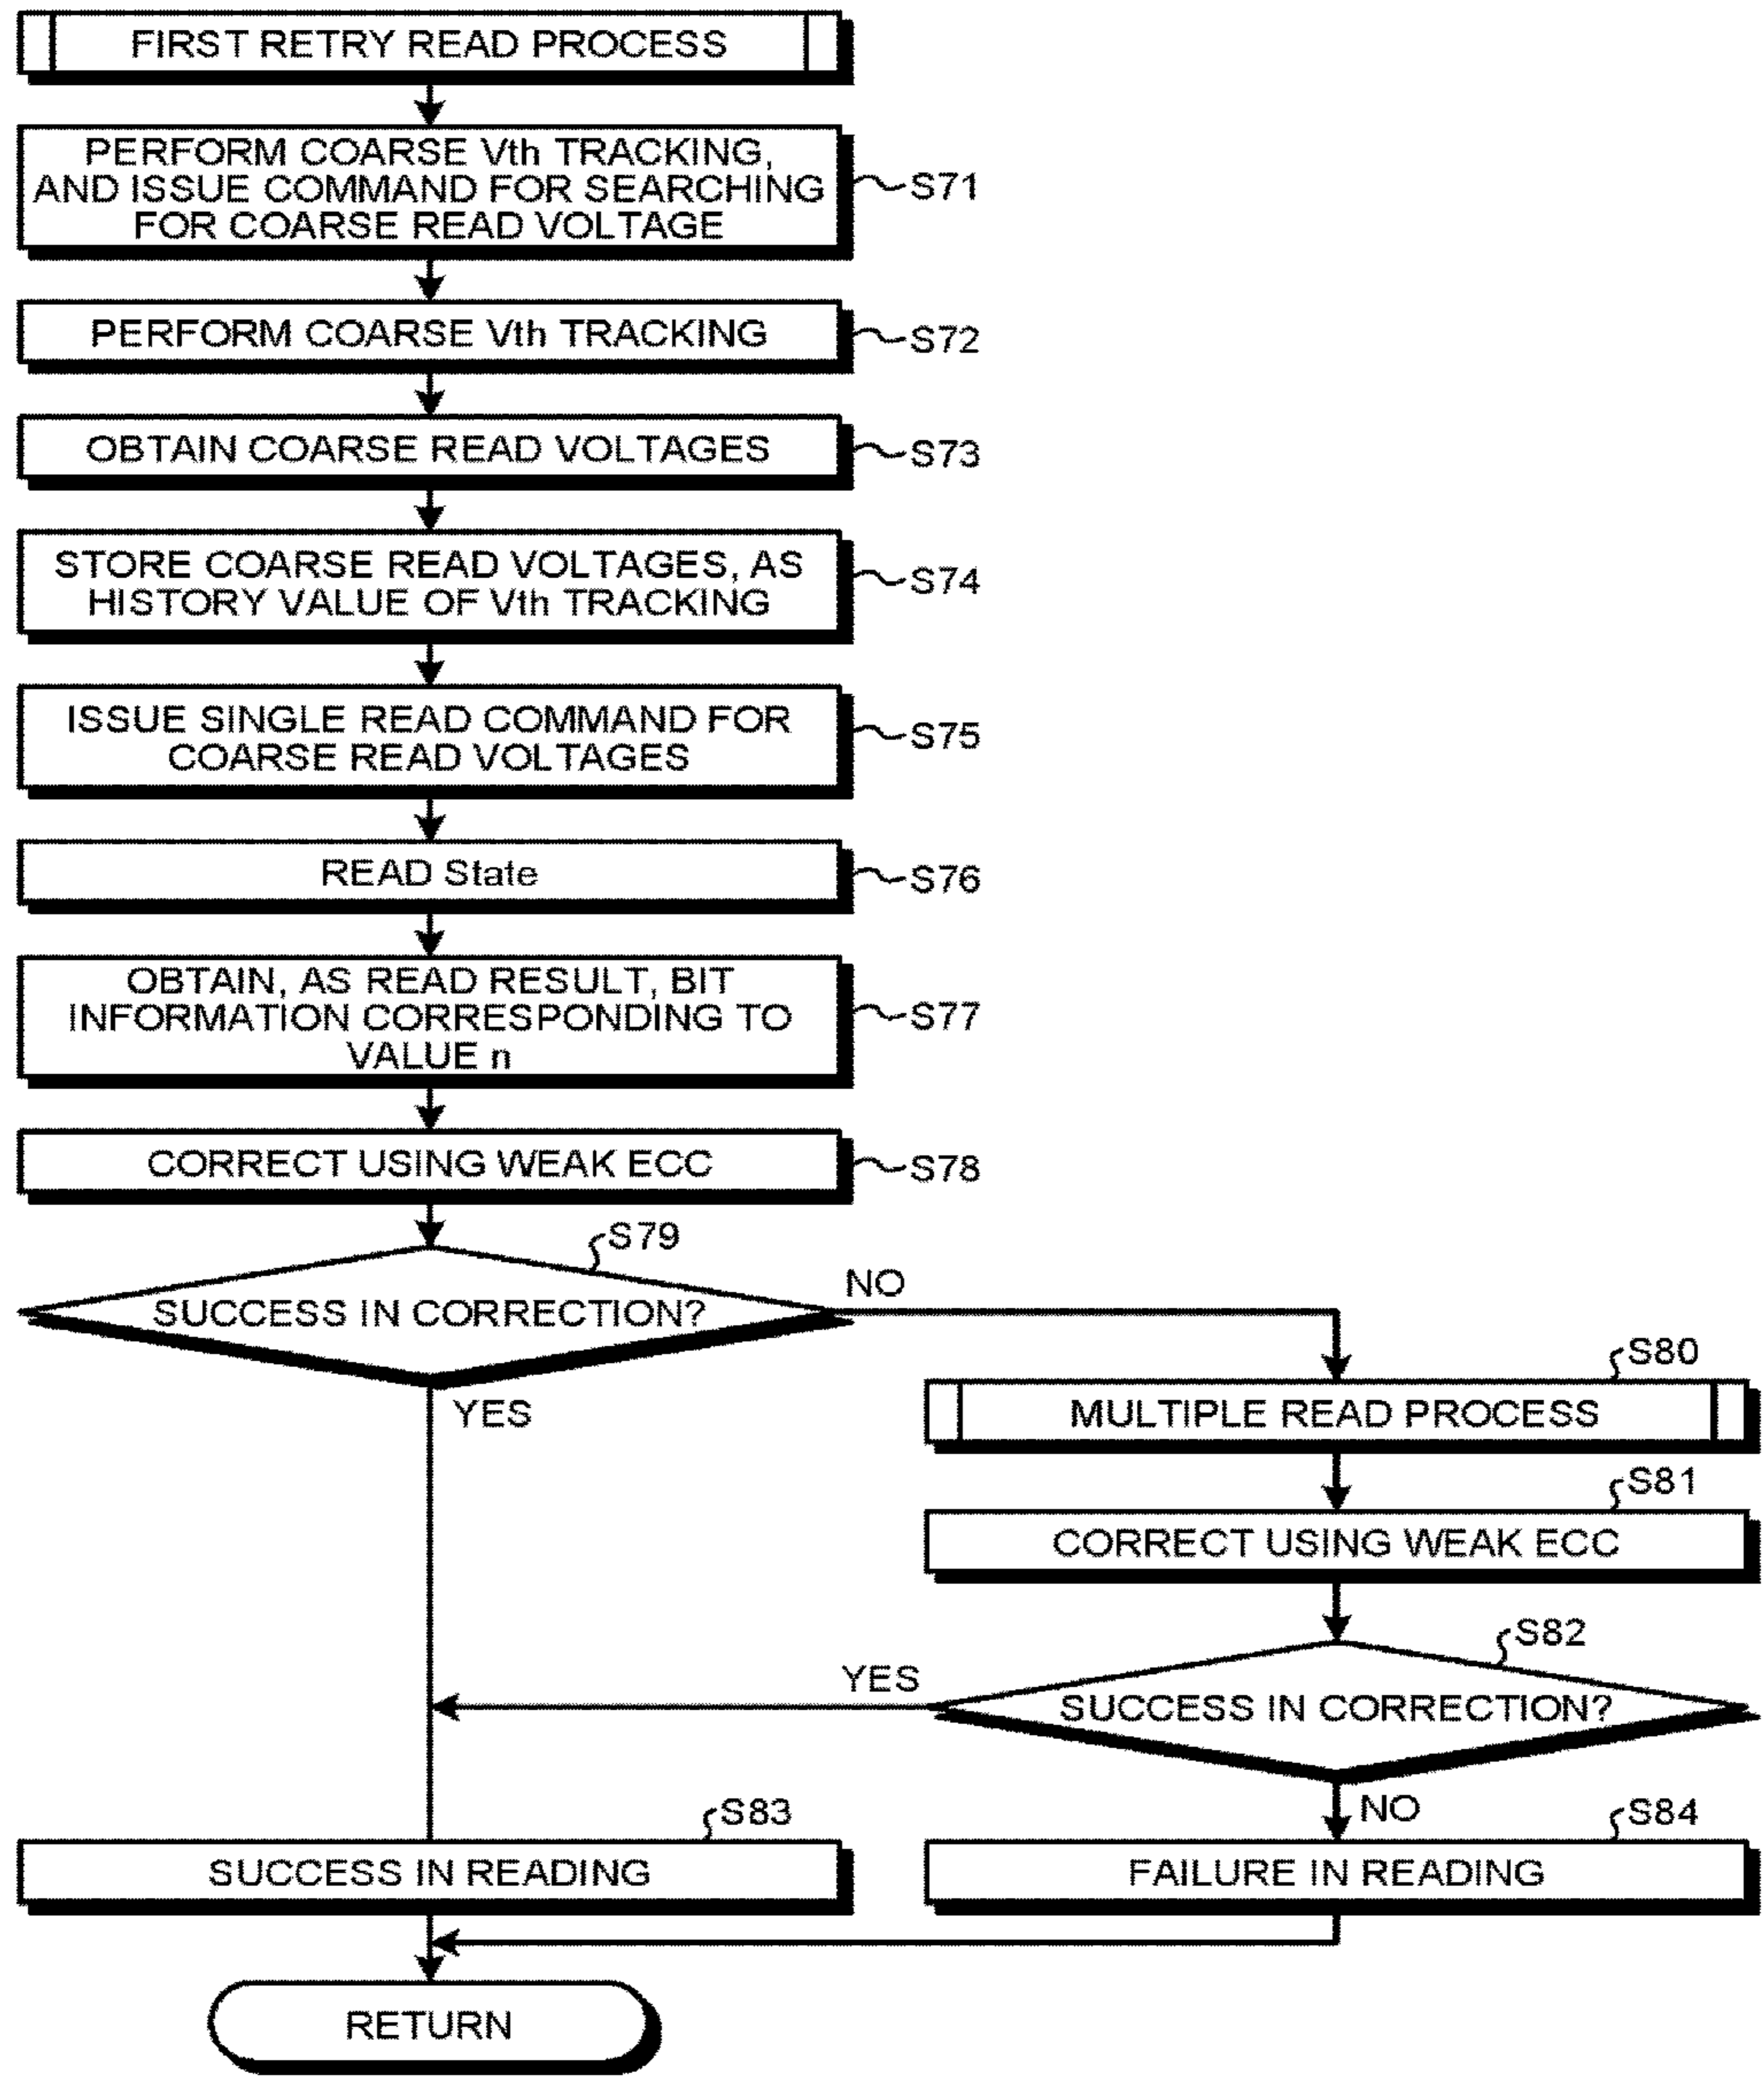 FIRST RETRY READ PROCESS
PERFORM COARSE Vth TRACKING,
AND ISSUE COMMAND FOR SEARCHING
FOR COARSE READ VOLTAGE
S71
PERFORM COARSE Vth TRACKING
S72
OBTAIN COARSE READ VOLTAGES
S73
STORE COARSE READ VOLTAGES, AS
HISTORY VALUE OF Vth TRACKING
S74
ISSUE SINGLE READ COMMAND FOR
COARSE READ VOLTAGES
S75
READ State
S76
OBTAIN, AS READ RESULT, BIT
INFORMATION CORRESPONDING TO
VALUE n
S77
CORRECT USING WEAK ECC
S78
S79
SUCCESS IN CORRECTION?
NO
YES
S80
MULTIPLE READ PROCESS
S81
CORRECT USING WEAK ECC
S82
SUCCESS IN CORRECTION?
YES
NO
S83
SUCCESS IN READING
S84
FAILURE IN READING
RETURN